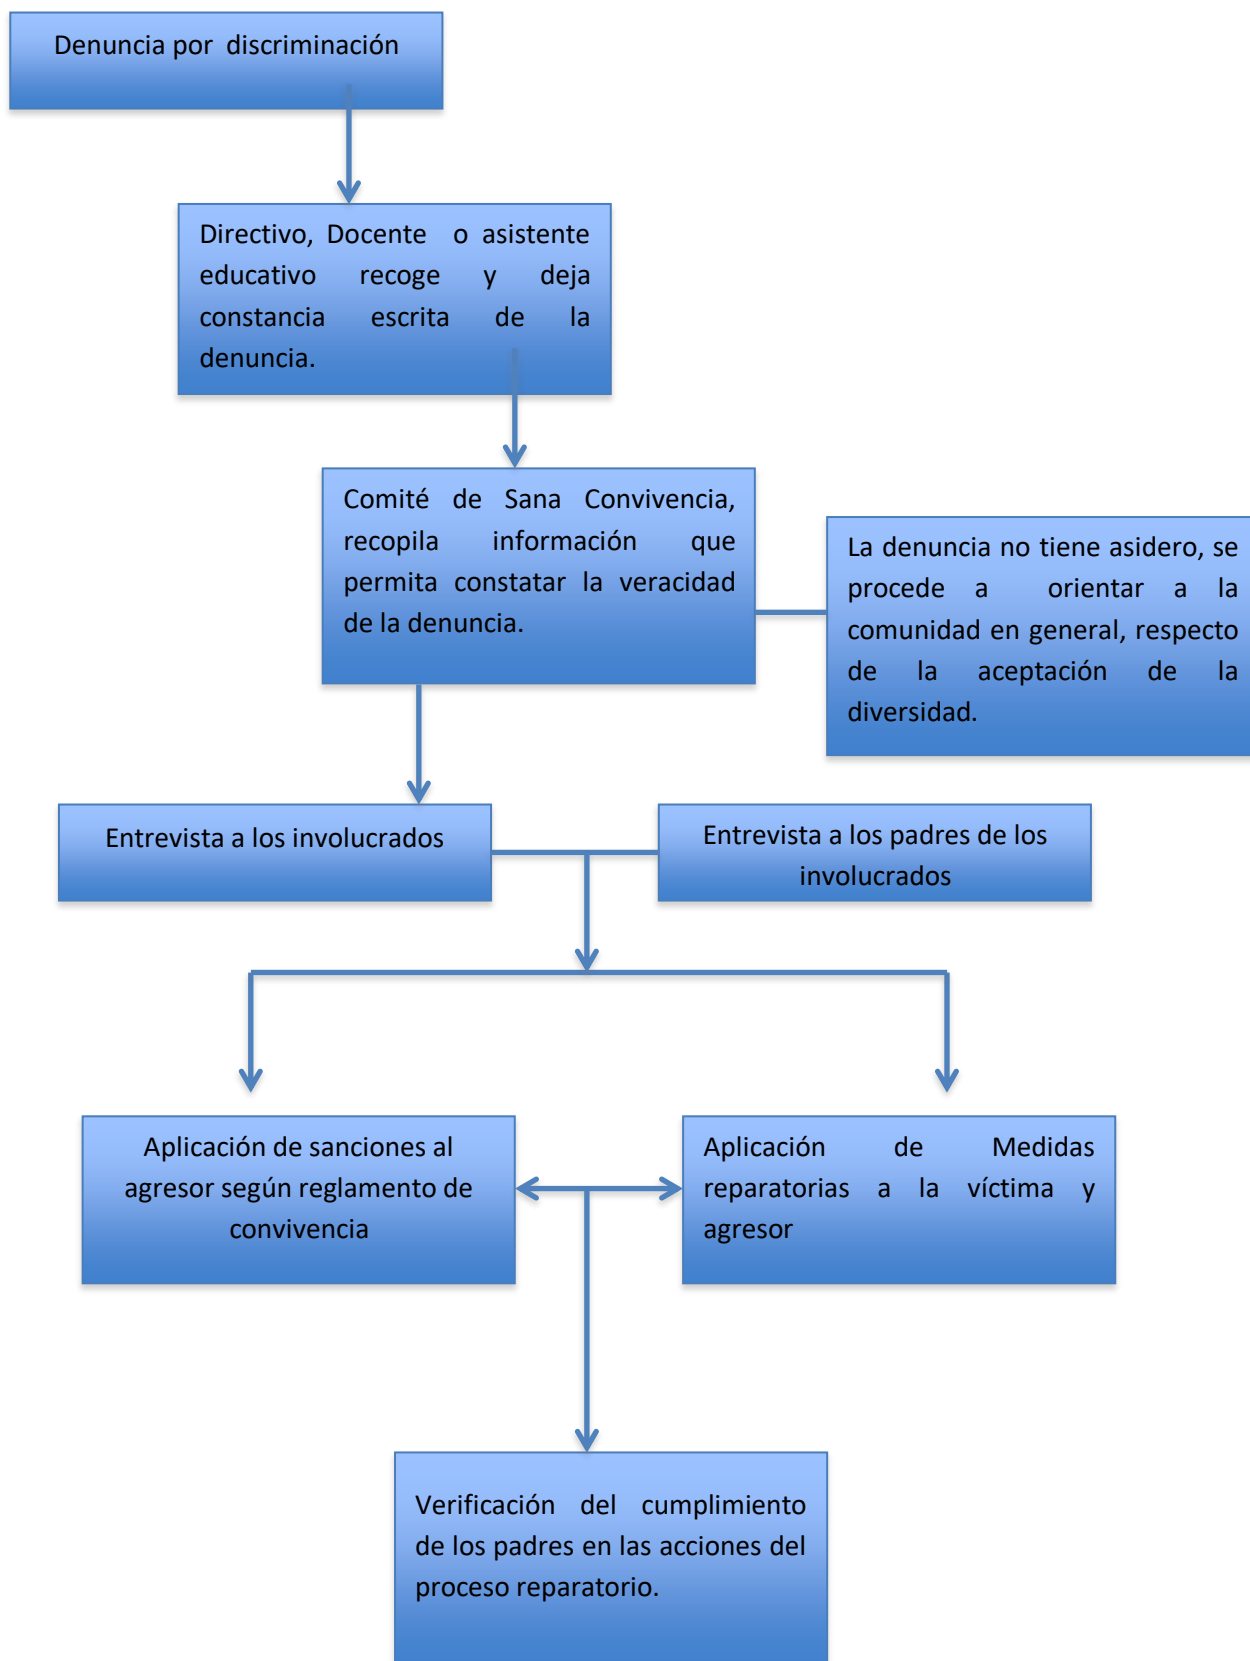 Denuncia por discriminación
Directivo, Docente o asistente
educativo recoge y deja
constancia escrita de la
denuncia.
Comité de Sana Convivencia,
recopila información que
permita constatar la veracidad
de la denuncia.
La denuncia no tiene asidero, se
procede a orientar a la
comunidad en general, respecto
de la aceptación de la
diversidad.
Entrevista a los involucrados
Entrevista a los padres de los
involucrados
Aplicación de sanciones al
agresor según reglamento de
convivencia
Aplicación de Medidas
reparatorias a la víctima y
agresor
Verificación del cumplimiento
de los padres en las acciones del
proceso reparatorio.